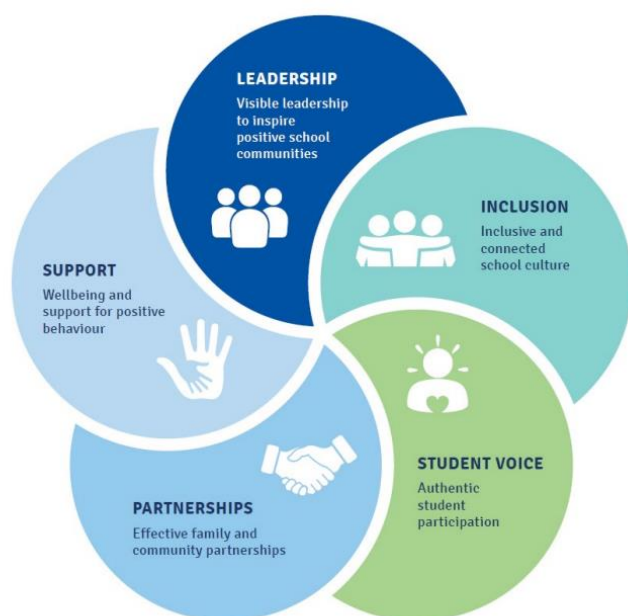 LEADERSHIP
Visible leadership
to inspire
positive school
communities
INCLUSION
Inclusive and
connected
school culture
STUDENT VOICE
Authentic
student
participation
PARTNERSHIPS
Effective family and
community partnerships
SUPPORT
Wellbeing and
support for positive
behaviour